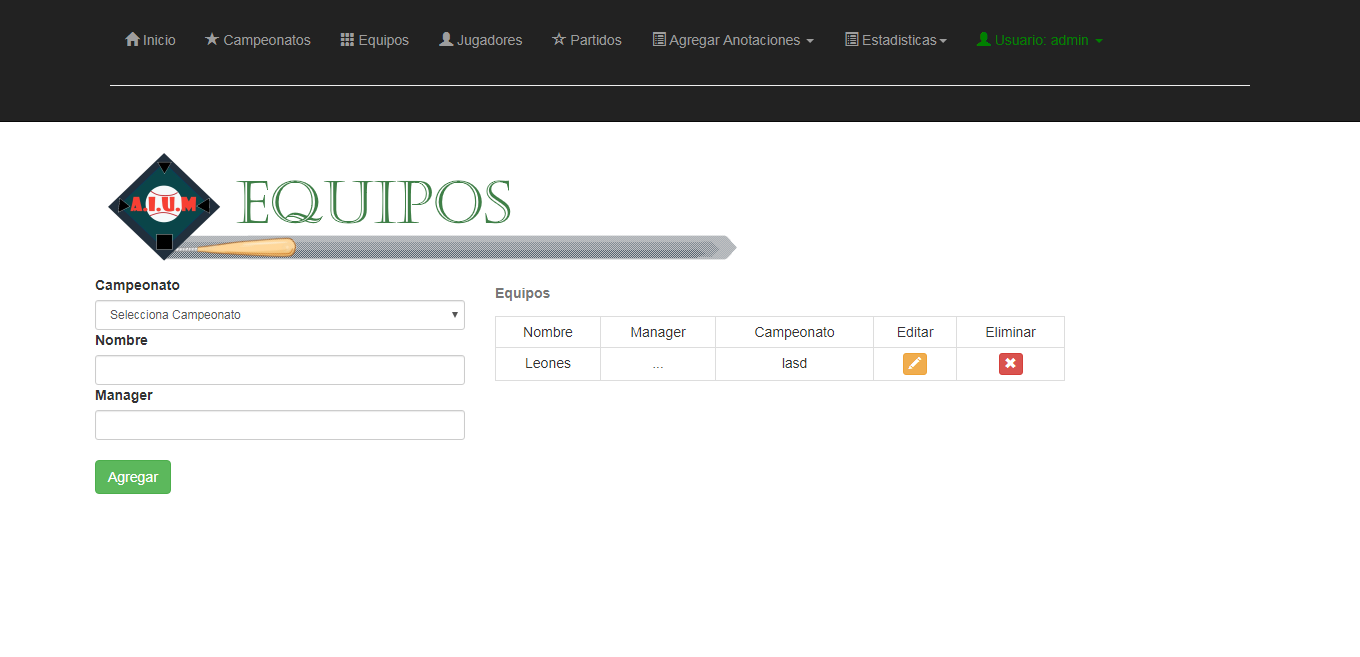 Inicio Campeonatos Equipos Jugadores Partidos Agregar Anotaciones Estadisticas Usuario: admin
A.I.U.M
EQUIPOS
Campeonato
Selecciona Campeonato
Nombre
Manager
Agregar
Equipos
Nombre Manager Campeonato Editar Eliminar
Leones ... lasd